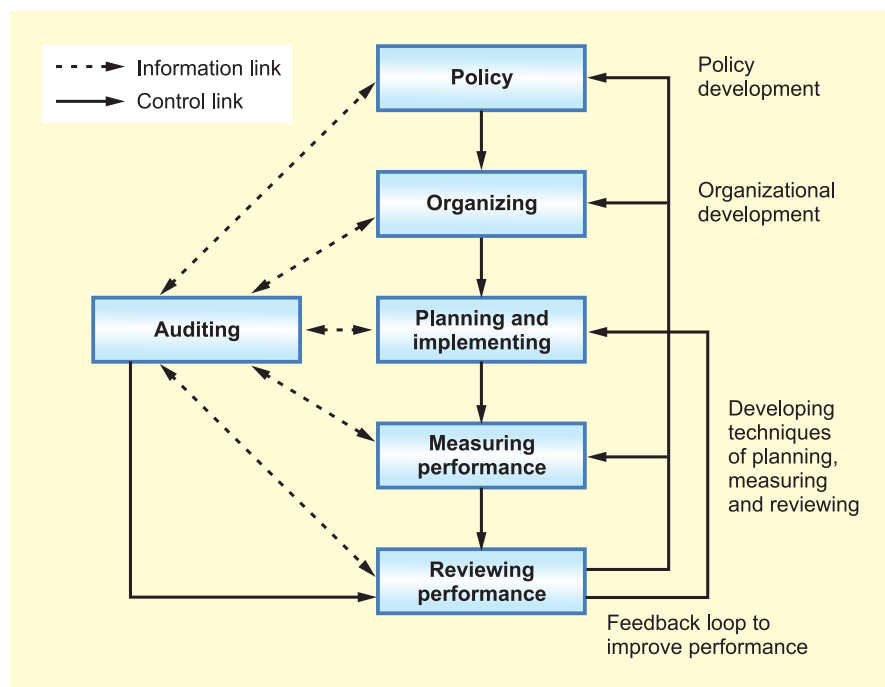 Information link
Control link
Policy
Policy
development
Organizing
Organizational
development
Auditing
Planning and
implementing
Measuring
performance
Developing
techniques
of planning,
measuring
and reviewing
Reviewing
performance
Feedback loop to
improve performance